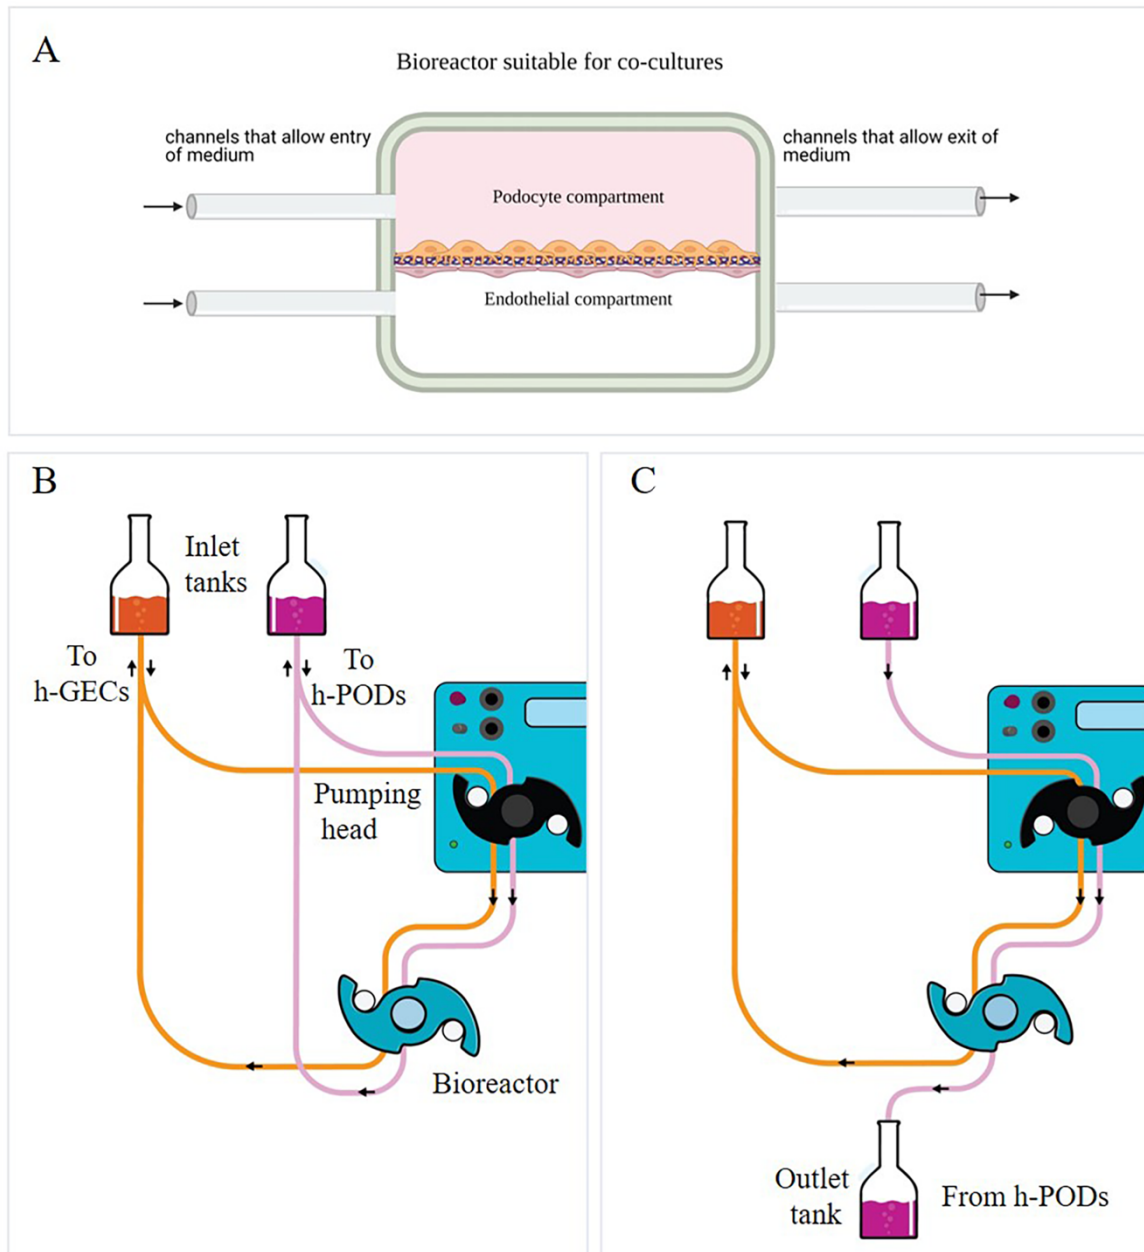 A
Bioreactor suitable for co-cultures
channels that allow entry
of medium
channels that allow exit of
medium
Podocyte compartment
Endothelial compartment
B
Inlet
tanks
To
h-GECs
To
h-PODs
Pumping
head
Bioreactor
C
Outlet
tank
From h-PODs